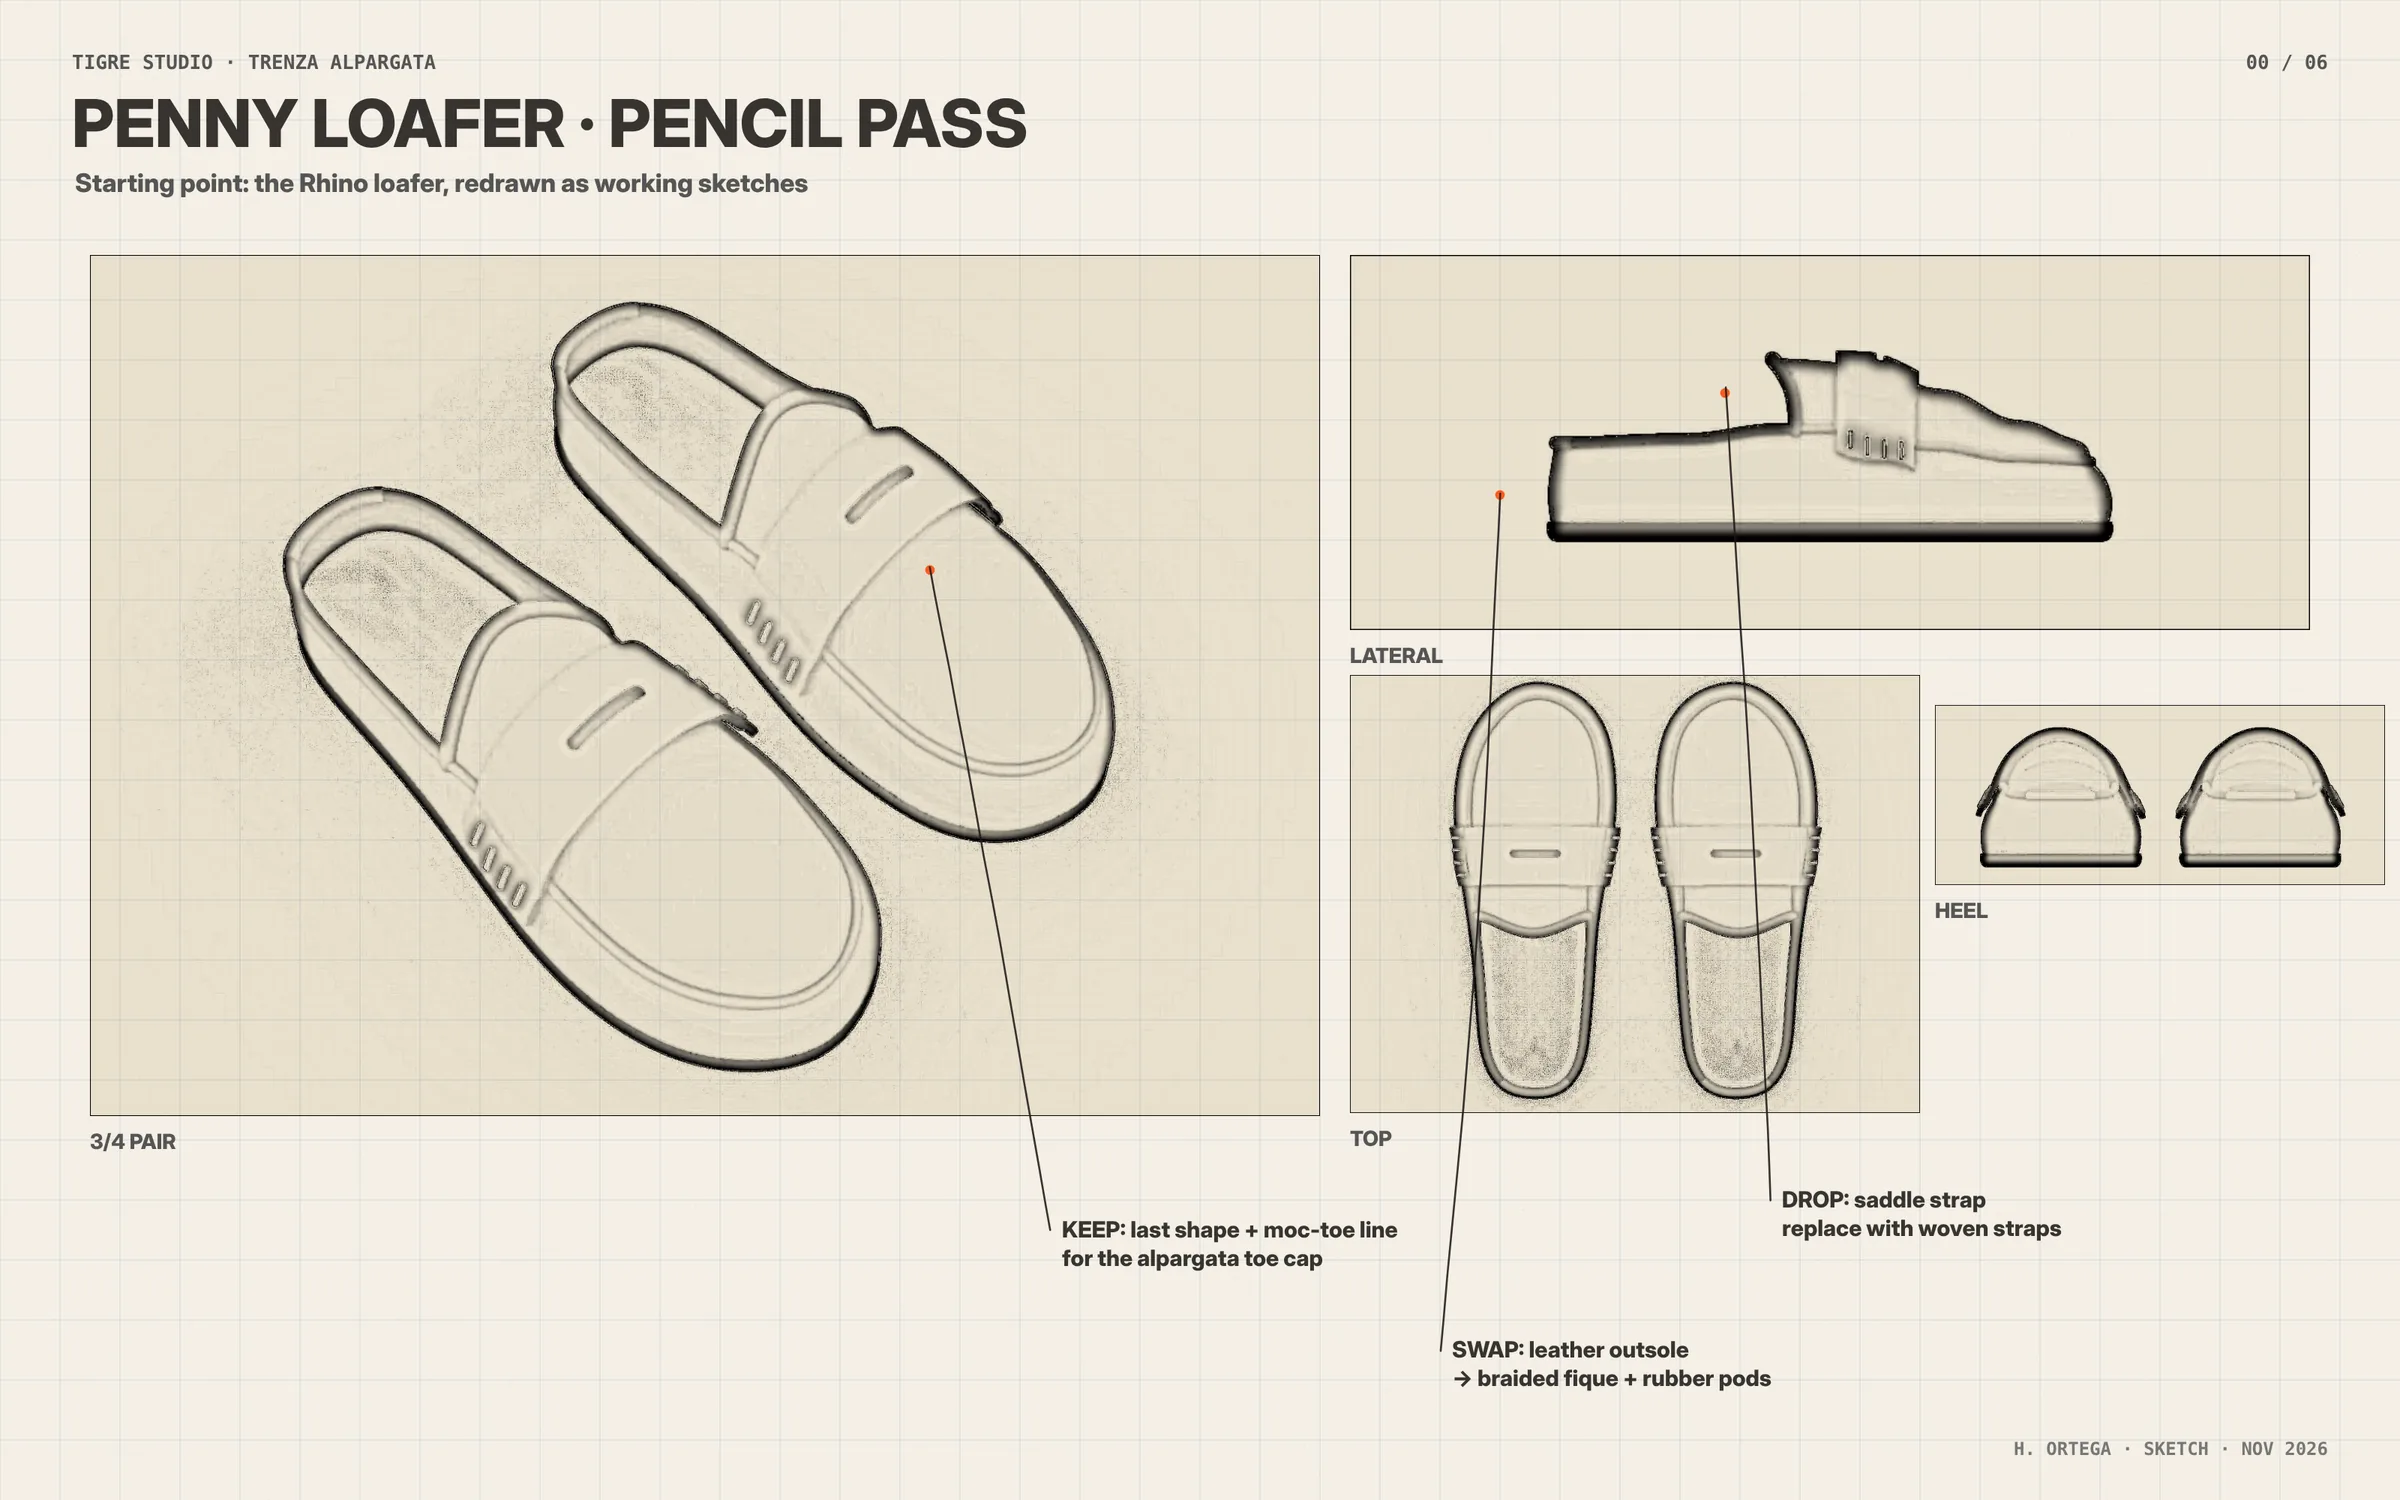 TIGRE STUDIO · TRENZA ALPARGATA
00 / 06
PENNY LOAFER · PENCIL PASS
Starting point: the Rhino loafer, redrawn as working sketches
LATERAL
HEEL
3/4 PAIR
TOP
KEEP: last shape + moc-toe line
for the alpargata toe cap
DROP: saddle strap
replace with woven straps
SWAP: leather outsole
→ braided fique + rubber pods
H. ORTEGA · SKETCH · NOV 2026